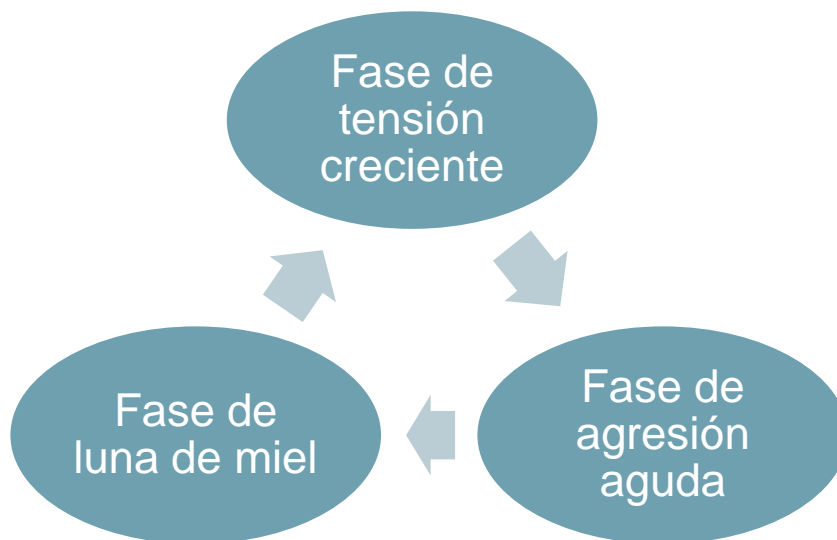 Fase de
tensión
creciente
Fase de
agresión
aguda
Fase de
luna de miel